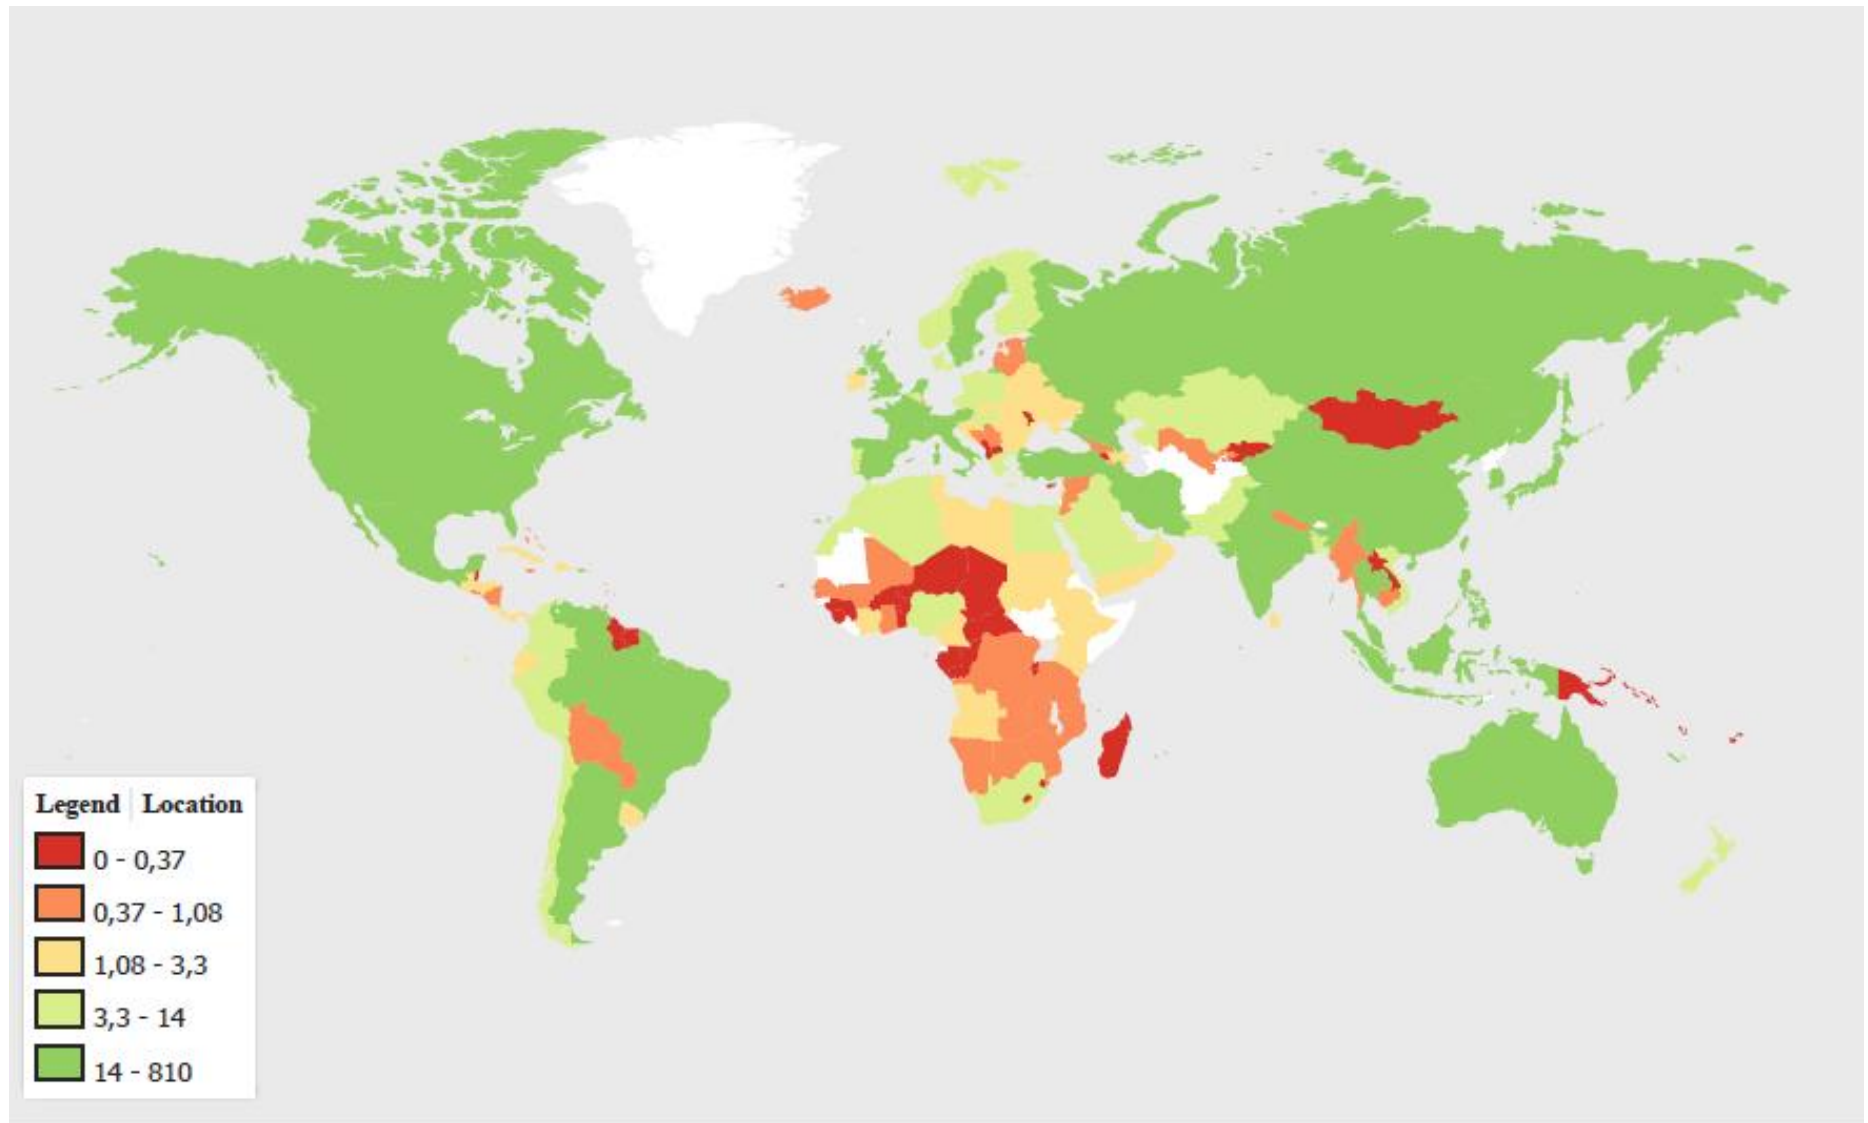 Legend Location
0 - 0,37
0,37 - 1,08
1,08 - 3,3
3,3 - 14
14 - 810